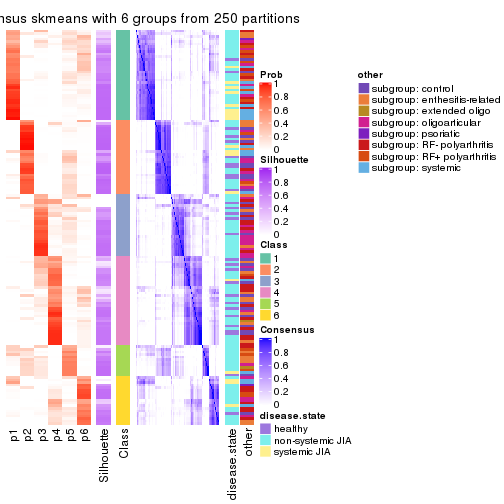 nsus skmeans with 6 groups from 250 partitions
p1
p2
p3
p4
p5
p6
Silhouette
Class
disease.state
other
Prob
1
0.8
0.6
0.4
0.2
0
Silhouette
1
0.8
0.6
0.4
0.2
0
Class
1
2
3
4
5
6
Consensus
1
0.8
0.6
0.4
0.2
0
disease.state
healthy
non-systemic JIA
systemic JIA
other
subgroup: control
subgroup: enthesitis-related
subgroup: extended oligo
subgroup: oligoarticular
subgroup: psoriatic
subgroup: RF- polyarthritis
subgroup: RF+ polyarthritis
subgroup: systemic